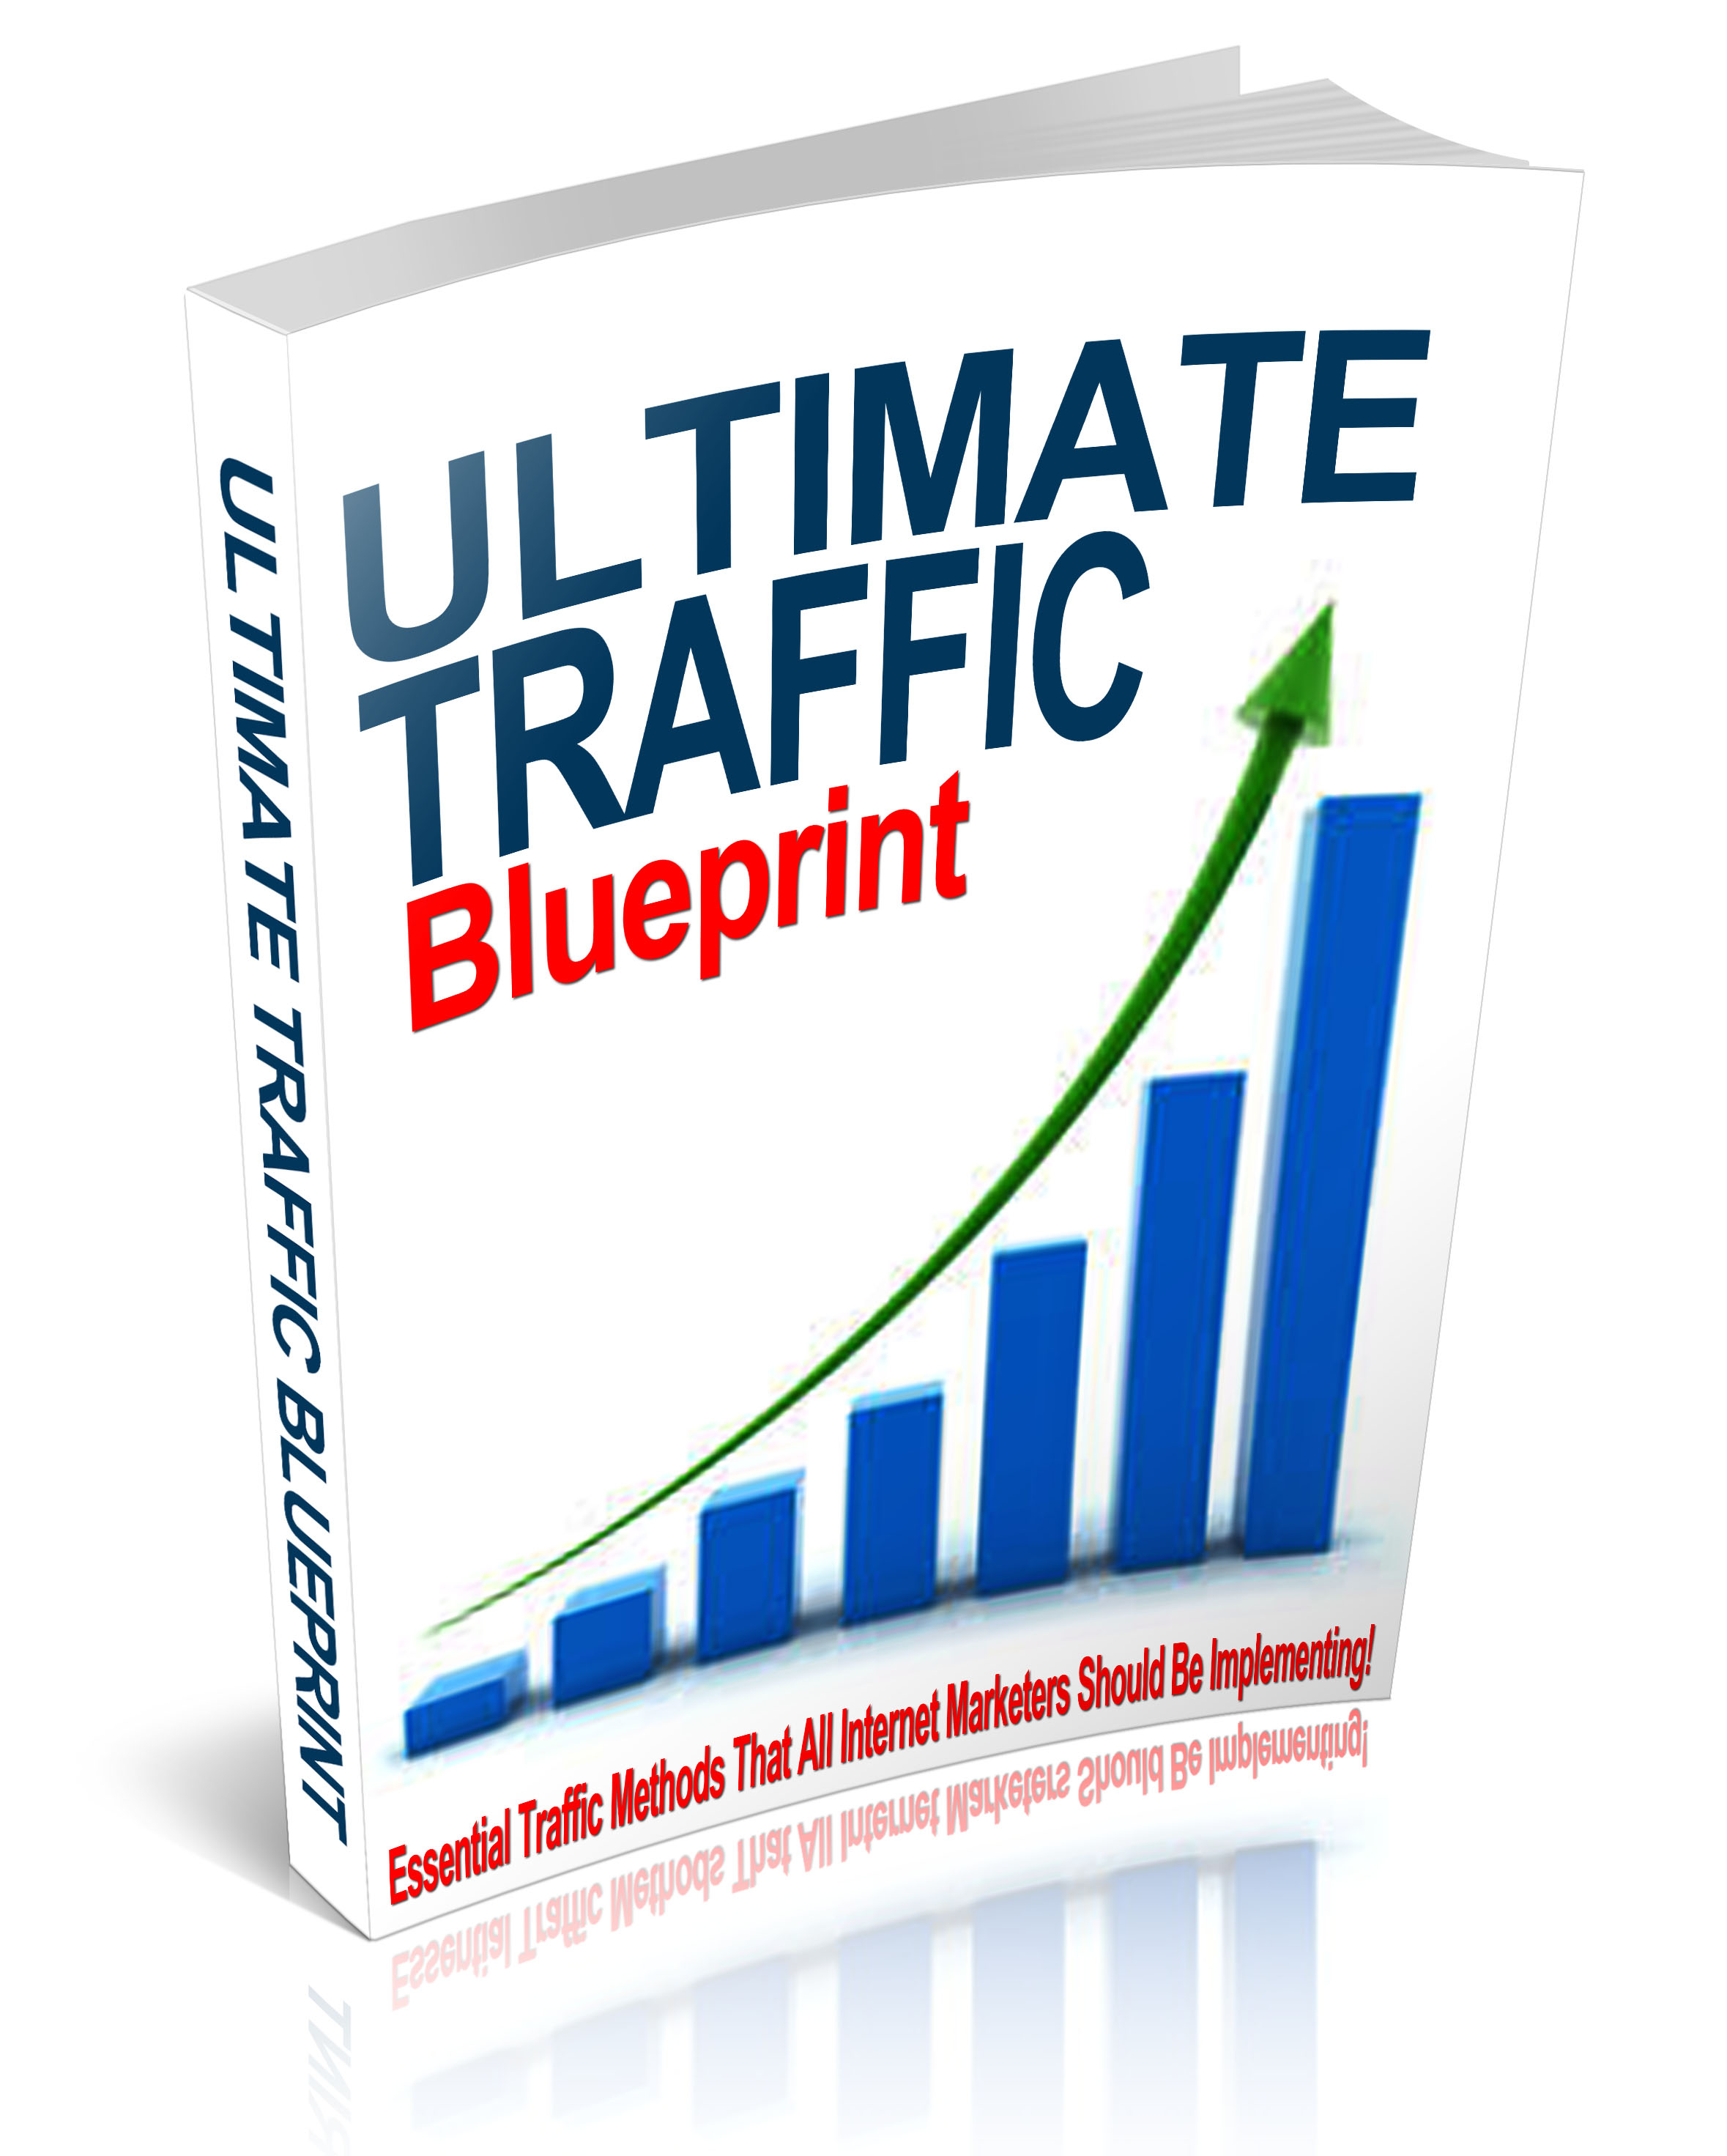 ULTIMATE
TRAFFIC
Blueprint
Essential Traffic Methods That All Internet Marketers Should Be Implementing!
ULTIMATE TRAFFIC BLUEPRINT